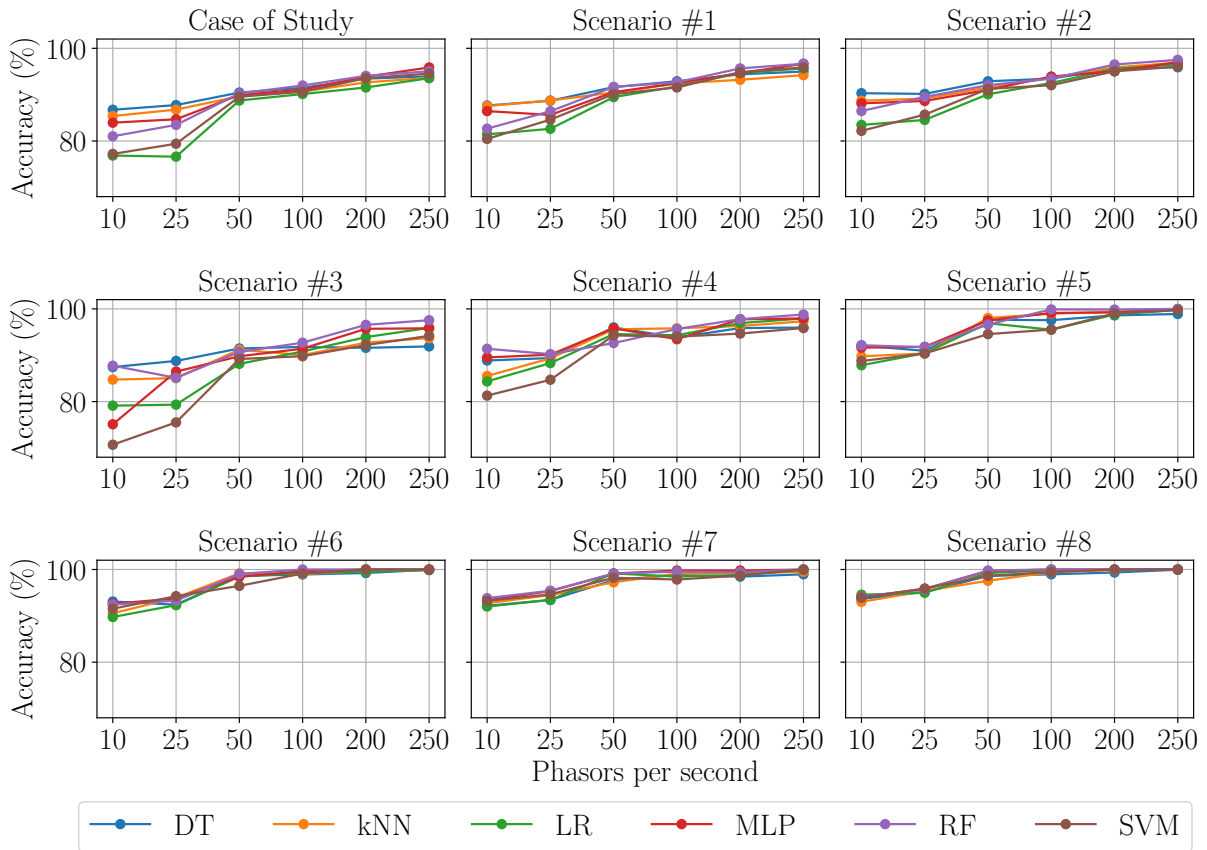 Case of Study Scenario #1 Scenario #2
Accuracy (%)
100
80
10 25 50 100 200 250 10 25 50 100 200 250 10 25 50 100 200 250
Scenario #3 Scenario #4 Scenario #5
Accuracy (%)
100
80
10 25 50 100 200 250 10 25 50 100 200 250 10 25 50 100 200 250
Scenario #6 Scenario #7 Scenario #8
Accuracy (%)
100
80
10 25 50 100 200 250 10 25 50 100 200 250 10 25 50 100 200 250
Phasors per second
DT kNN LR MLP RF SVM